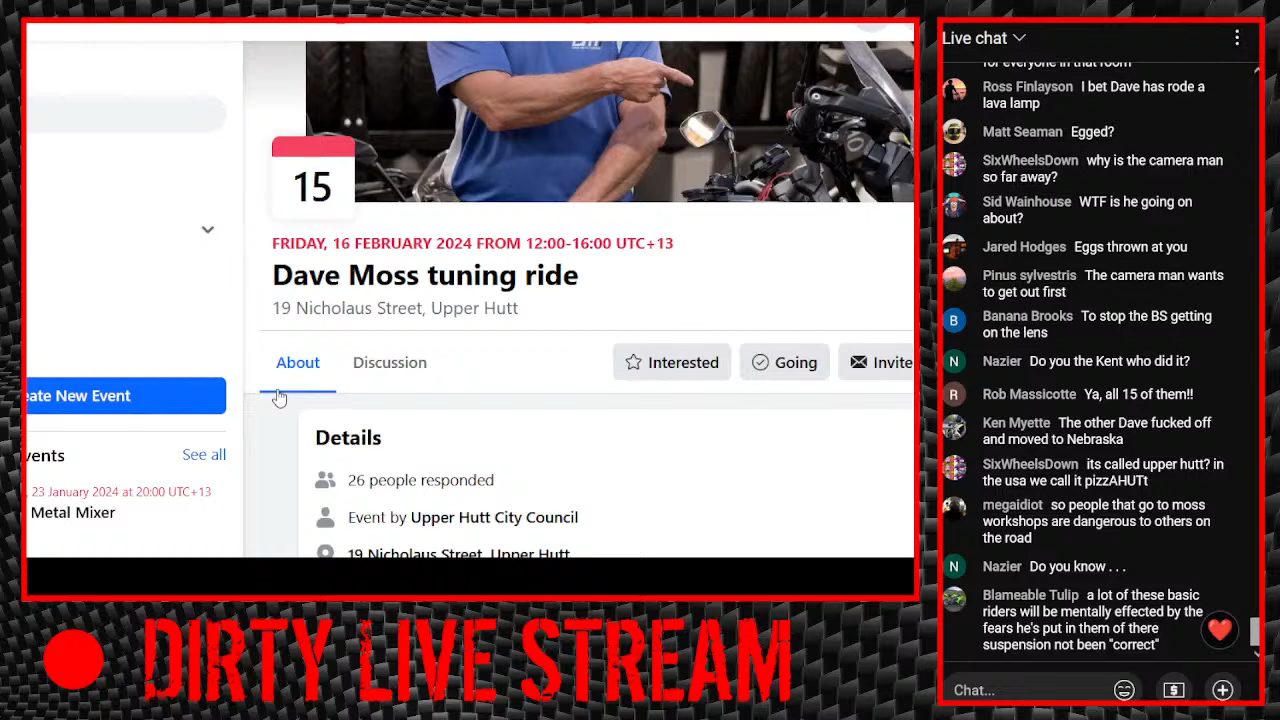 15
FRIDAY, 16 FEBRUARY 2024 FROM 12:00-16:00 UTC+13
Dave Moss tuning ride
19 Nicholaus Street, Upper Hutt
About
Discussion
Interested
Going
Invite
eate New Event
vents
See all
23 January 2024 at 20:00 UTC+13
Metal Mixer
Details
26 people responded
Event by Upper Hutt City Council
19 Nicholaus Street, Upper Hutt
DIRTY LIVE STREAM
Live chat
for everyone in that room
Ross Finlayson I bet Dave has rode a
lava lamp
Matt Seaman Egged?
SixWheelsDown why is the camera man
so far away?
Sid Wainhouse WTF is he going on
about?
Jared Hodges Eggs thrown at you
Pinus sylvestris The camera man wants
to get out first
B
Banana Brooks To stop the BS getting
on the lens
N
Nazier Do you the Kent who did it?
R
Rob Massicotte Ya, all 15 of them!!
Ken Myette The other Dave fucked off
and moved to Nebraska
SixWheelsDown its called upper hutt? in
the usa we call it pizzAHUTt
megaidiot so people that go to moss
workshops are dangerous to others on
the road
N
Nazier Do you know . . .
Blameable Tulip a lot of these basic
riders will be mentally effected by the
fears he's put in them of there
suspension not been "correct"
Chat...
$